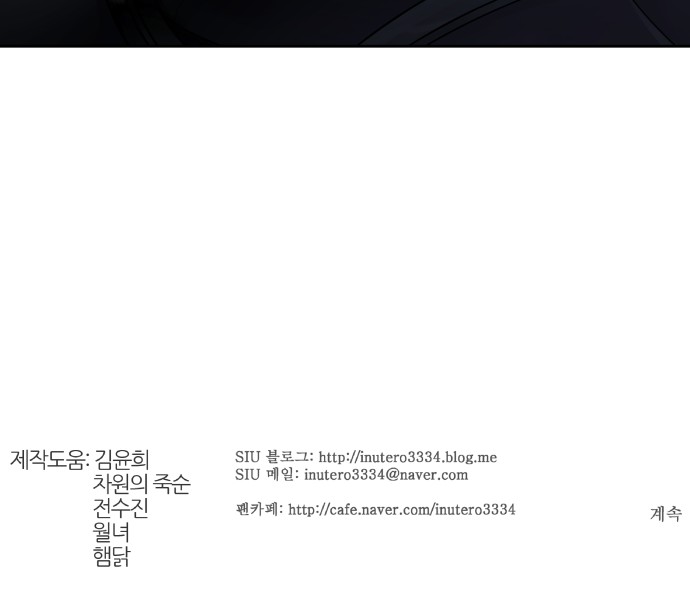 제작도움: 김윤희
차원의 죽순
전수진
월녀
햄닭
SIU 블로그: http://inutero3334.blog.me
SIU 메일: inutero3334@naver.com
팬카페: http://cafe.naver.com/inutero3334
계속